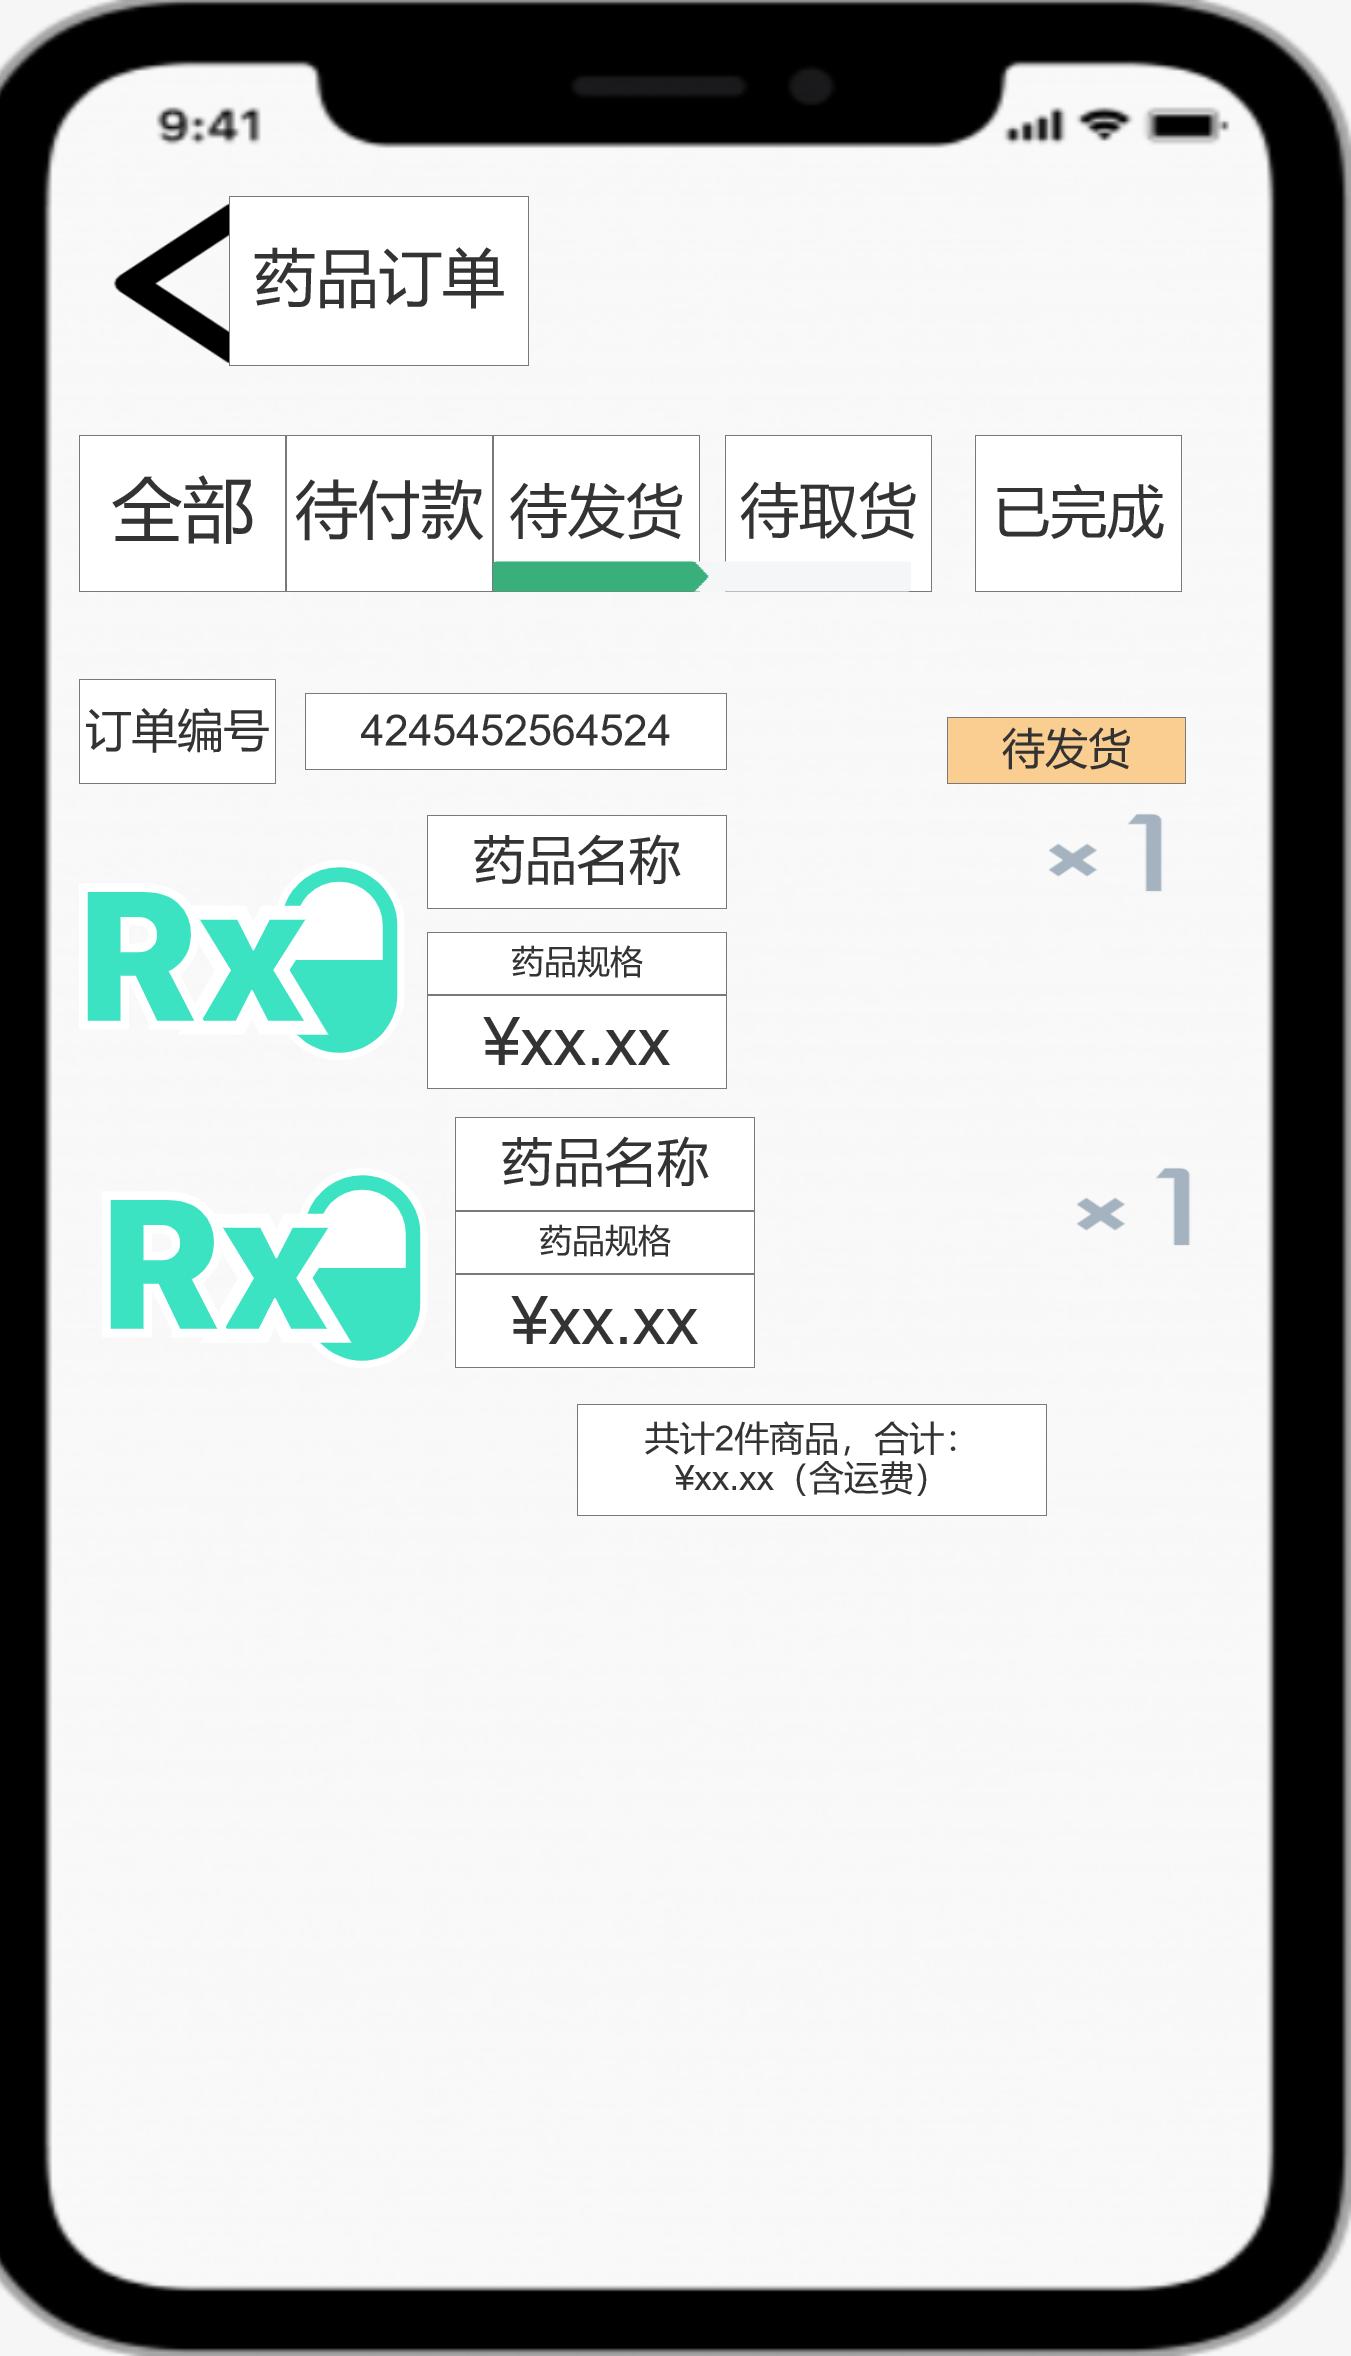 9:41
药品订单
全部
待付款
待发货
待取货
已完成
订单编号
4245452564524
待发货
药品名称
×1
Rx
药品规格
¥xx.xx
药品名称
×1
Rx
药品规格
¥xx.xx
共计2件商品，合计：
¥xx.xx（含运费）